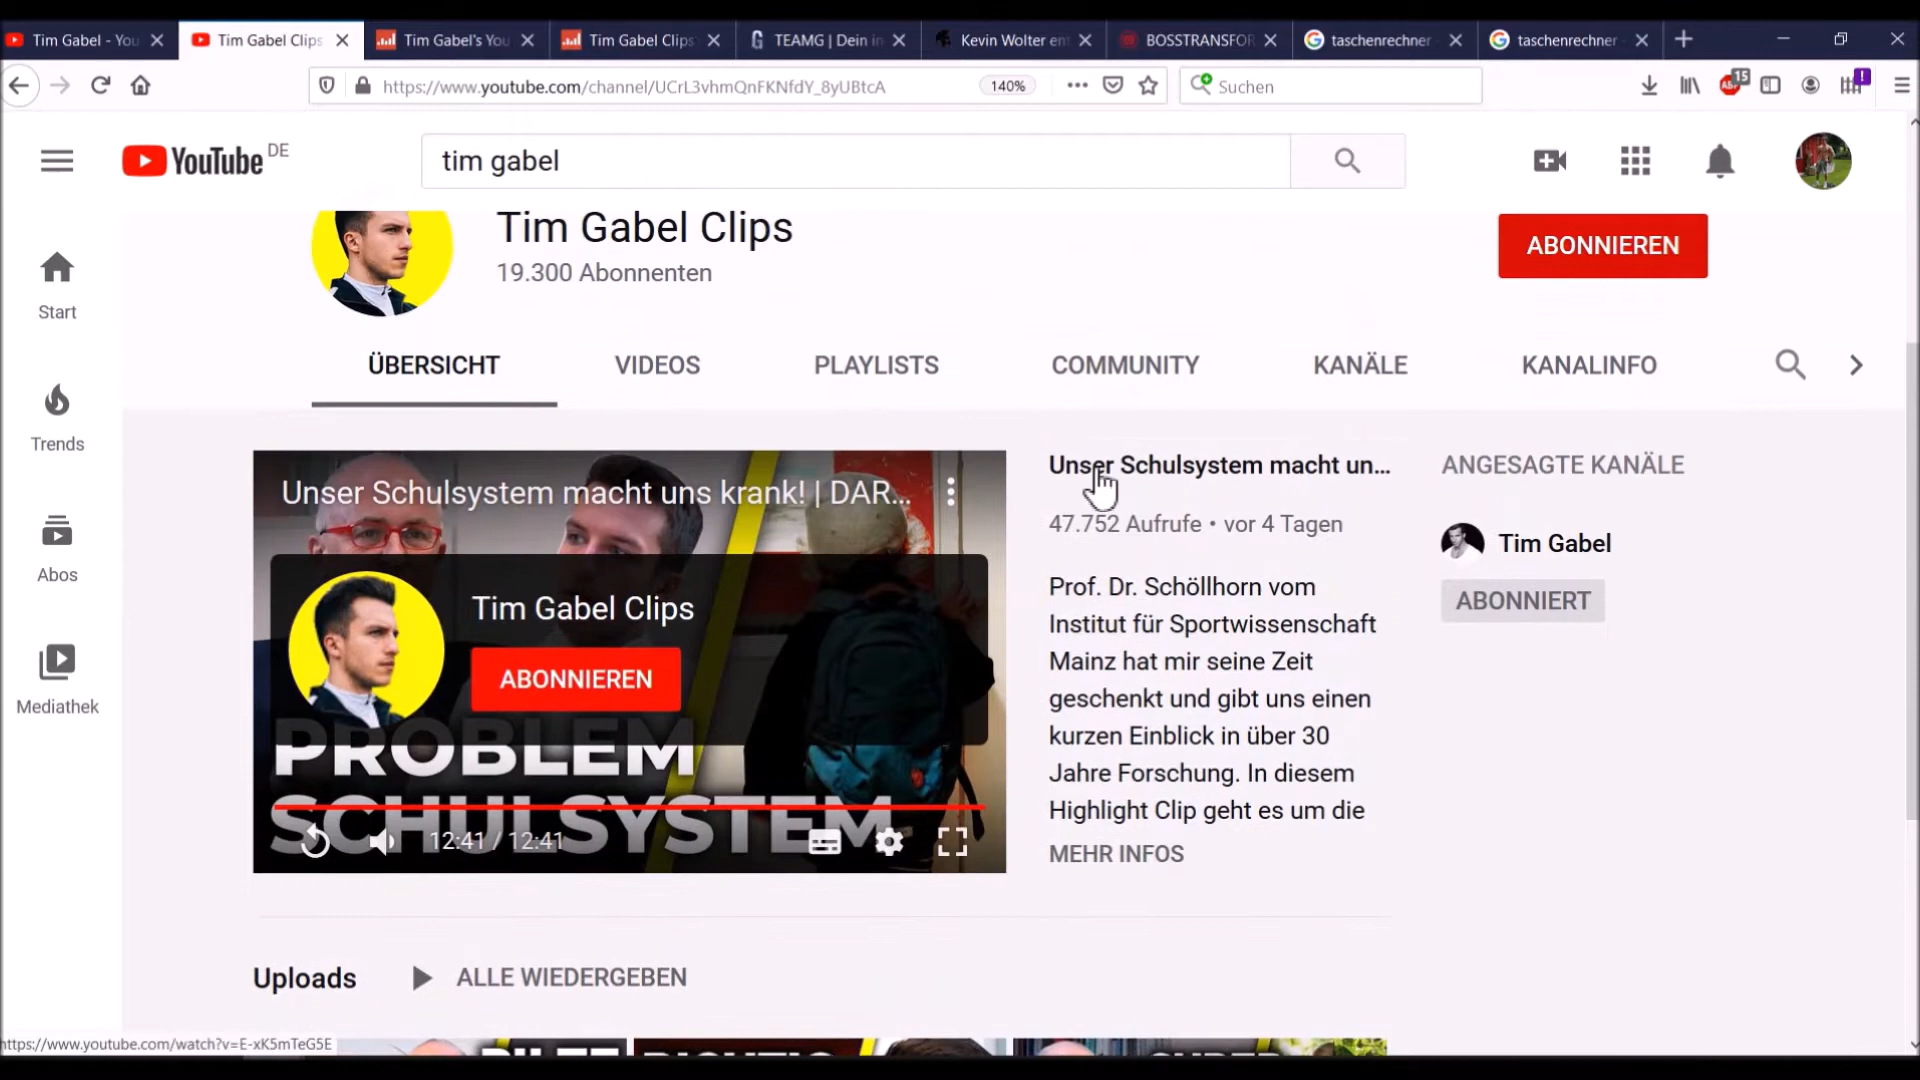 Tim Gabel - You
Tim Gabel Clips
Tim Gabel's You
Tim Gabel Clips'
TEAMG | Dein in
Kevin Wolter ent
BOSSTRANSFOR
taschenrechner -
taschenrechner -
https://www.youtube.com/channel/UCrL3vhmQnFKNfdY_8yUBtcA
140%
Suchen
ABP
15
YouTube DE
tim gabel
Start
Trends
Abos
Mediathek
Tim Gabel Clips
19.300 Abonnenten
ABONNIEREN
ÜBERSICHT
VIDEOS
PLAYLISTS
COMMUNITY
KANÄLE
KANALINFO
Unser Schulsystem macht uns krank! | DAR...
Tim Gabel Clips
ABONNIEREN
PROBLEM
SCHULSYSTEM
12:41 / 12:41
Unser Schulsystem macht un...
47.752 Aufrufe • vor 4 Tagen
Prof. Dr. Schöllhorn vom
Institut für Sportwissenschaft
Mainz hat mir seine Zeit
geschenkt und gibt uns einen
kurzen Einblick in über 30
Jahre Forschung. In diesem
Highlight Clip geht es um die
MEHR INFOS
ANGESAGTE KANÄLE
Tim Gabel
ABONNIERT
Uploads
ALLE WIEDERGEBEN
https://www.youtube.com/watch?v=E-xK5mTeG5E